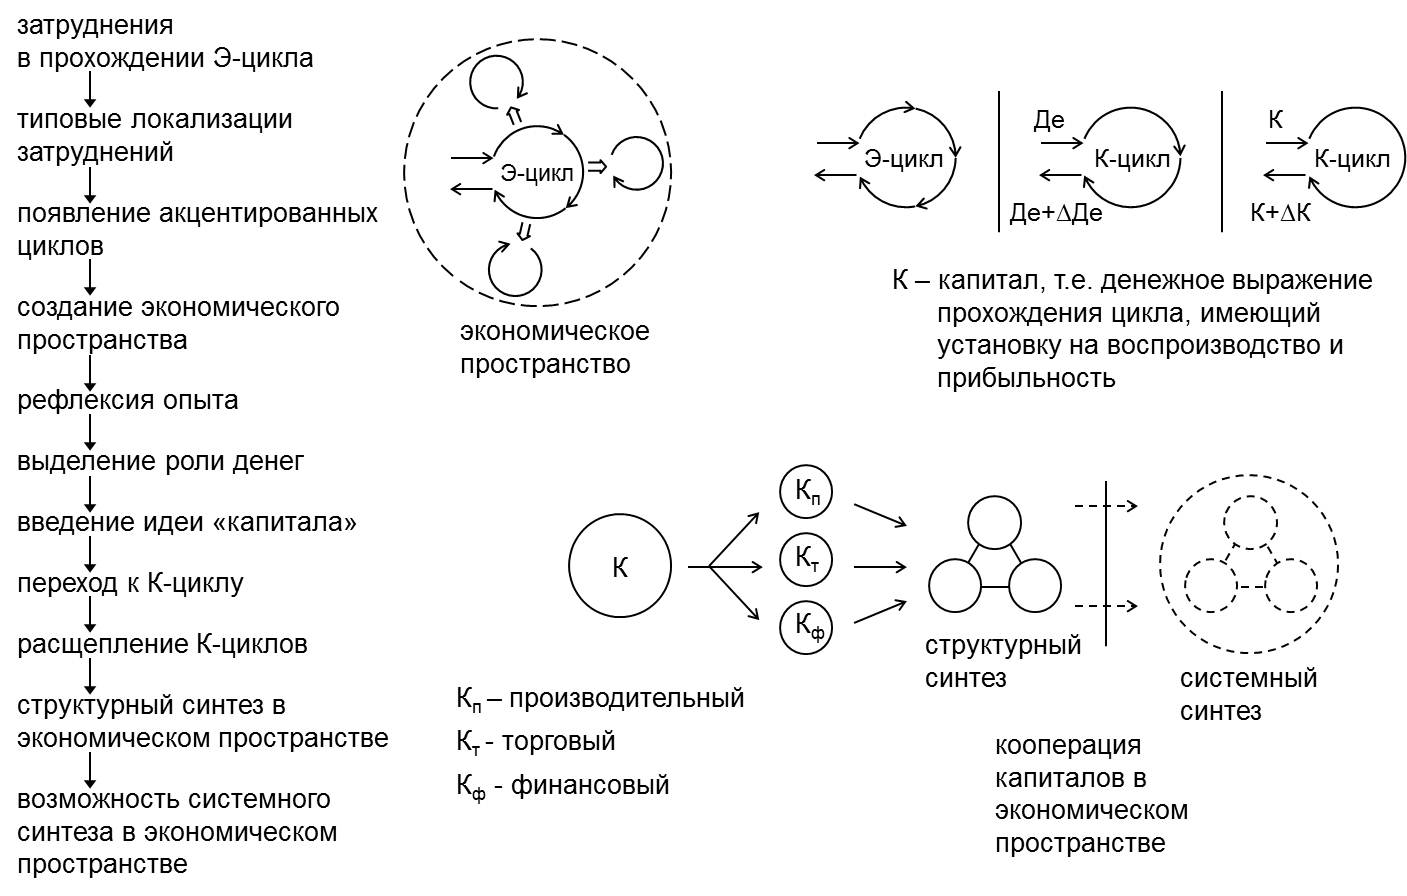 затруднения
в прохождении Э-цикла
типовые локализации
затруднений
появление акцентированных
циклов
создание экономического
пространства
рефлексия опыта
выделение роли денег
введение идеи «капитала»
переход к К-циклу
расщепление К-циклов
структурный синтез в
экономическом пространстве
возможность системного
синтеза в экономическом
пространстве
Э-цикл
экономическое
пространство
Э-цикл
Де
К-цикл
Де+∆Де
К
К-цикл
К+∆К
К – капитал, т.е. денежное выражение
прохождения цикла, имеющий
установку на воспроизводство и
прибыльность
К
Кп
Кт
Кф
структурный
синтез
системный
синтез
Кп – производительный
Кт - торговый
Кф - финансовый
кооперация
капиталов в
экономическом
пространстве